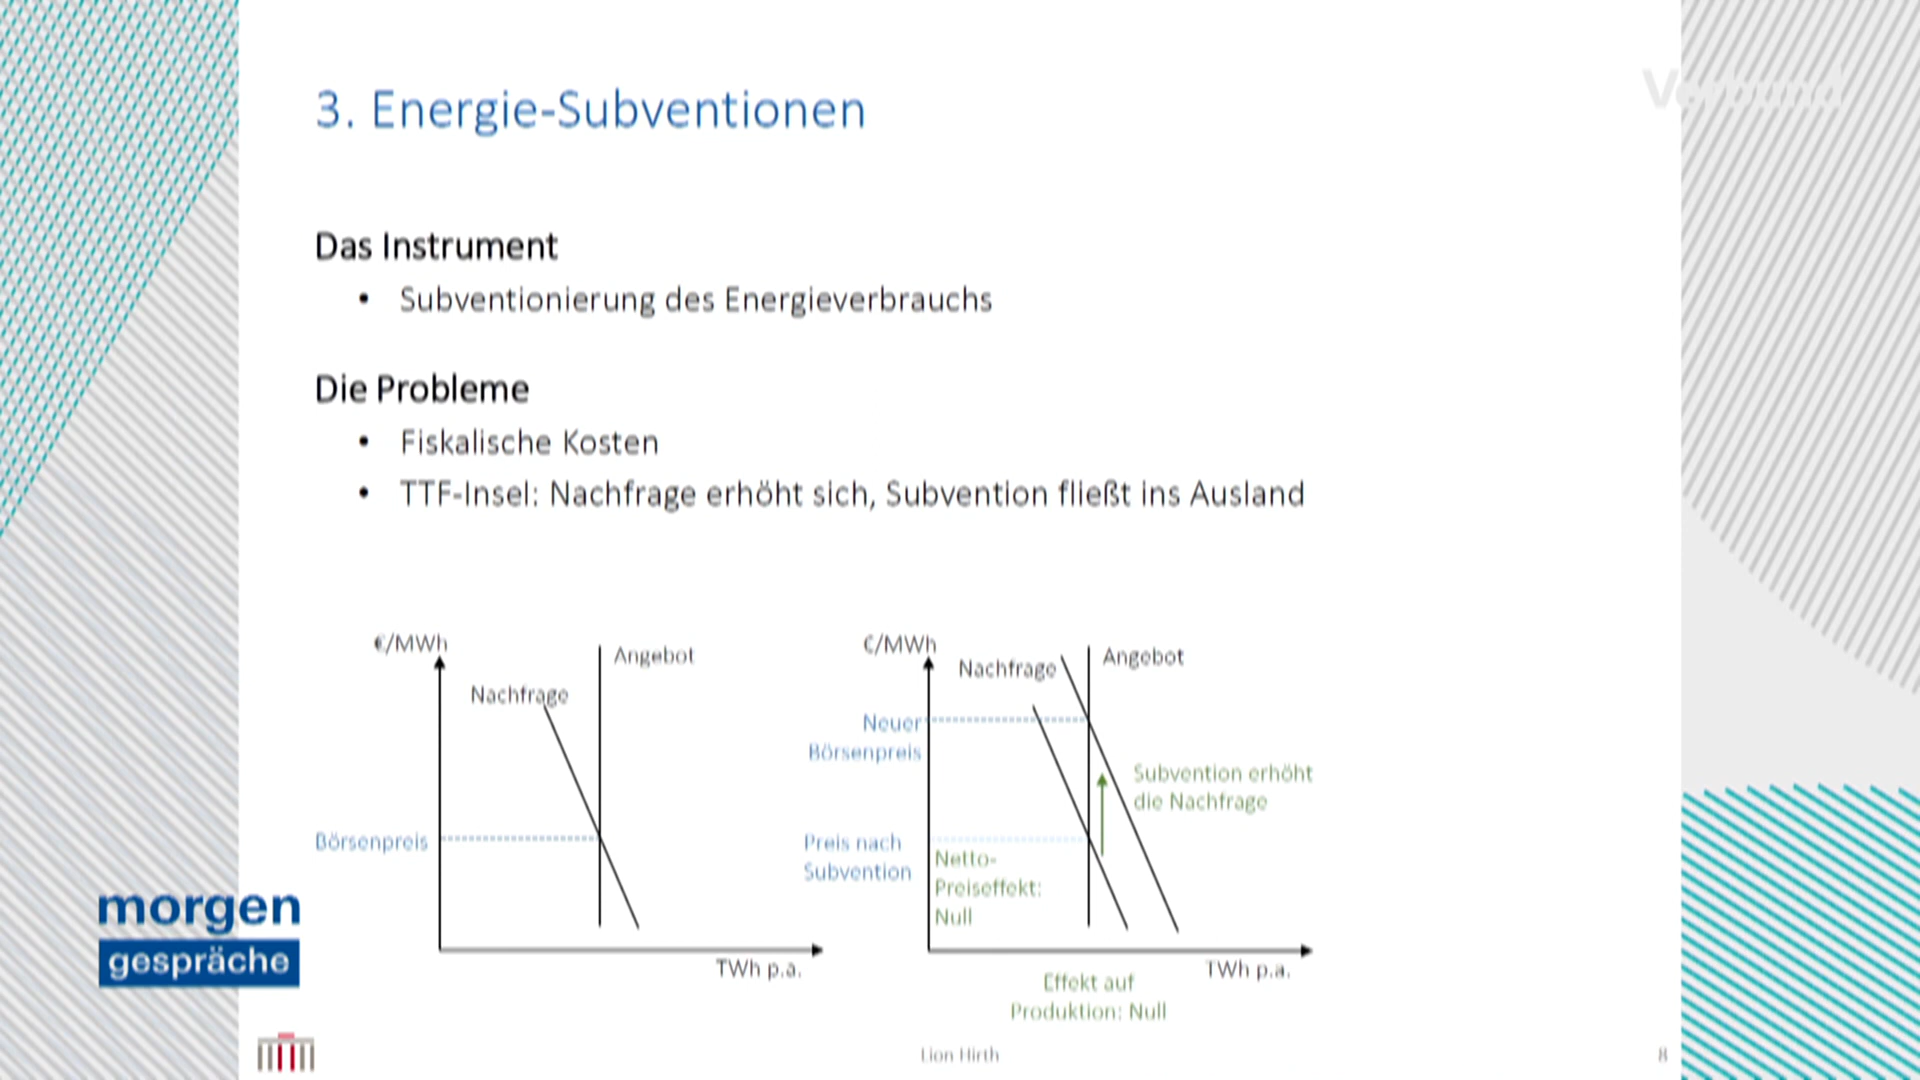 Verbund
3. Energie-Subventionen
Das Instrument
• Subventionierung des Energieverbrauchs
Die Probleme
• Fiskalische Kosten
• TTF-Insel: Nachfrage erhöht sich, Subvention fließt ins Ausland
€/MWh
Angebot
Nachfrage
Börsenpreis
TWh p.a.
€/MWh
Nachfrage
Angebot
Neuer
Börsenpreis
Subvention erhöht
die Nachfrage
Preis nach
Subvention
Netto-
Preiseffekt:
Null
TWh p.a.
Effekt auf
Produktion: Null
morgen
gespräche
Lion Hirth
8